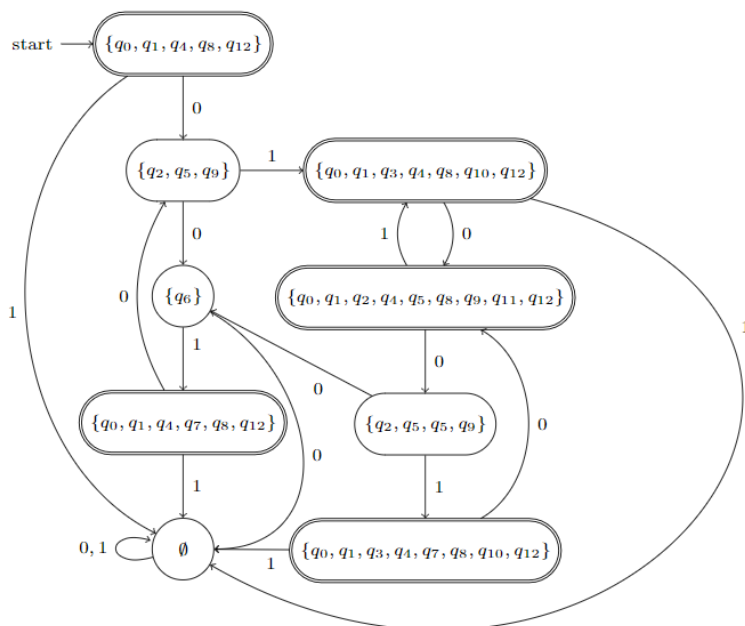 start {q0, q1, q4, q8, q12}
0
{q2, q5, q9} 1 {q0, q1, q3, q4, q8, q10, q12}
0 1 0
0 {q6} {q0, q1, q2, q4, q5, q8, q9, q11, q12}
1 1
1 0 0
{q0, q1, q4, q7, q8, q12} {q2, q5, q5, q9} 0
0
1 1
0, 1 ∅ 1 {q0, q1, q3, q4, q7, q8, q10, q12}